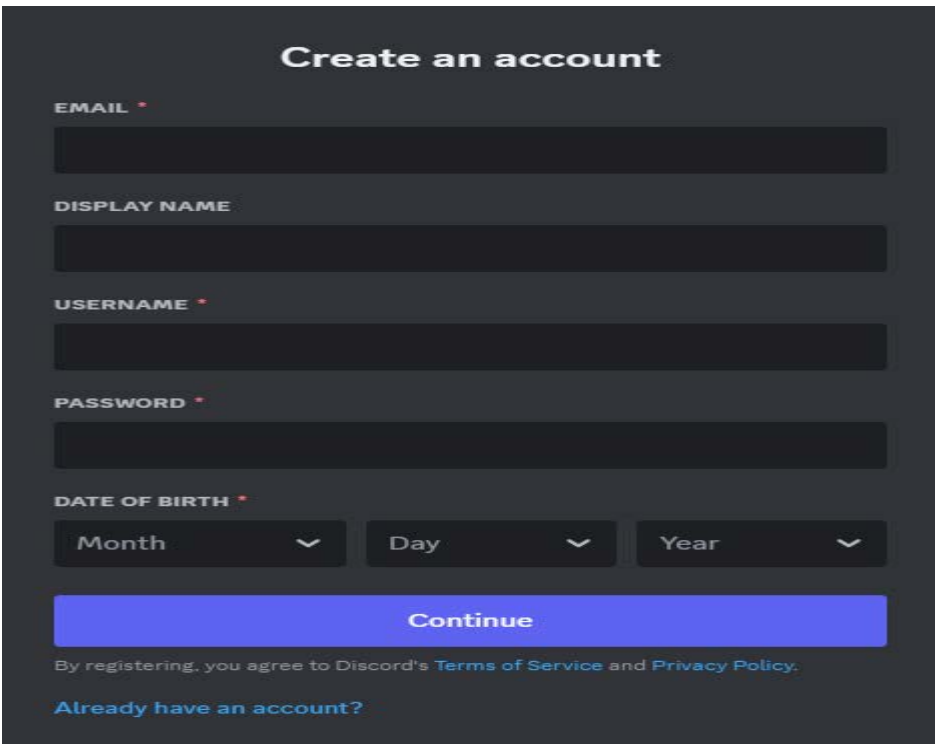 Create an account
EMAIL *
DISPLAY NAME
USERNAME *
PASSWORD *
DATE OF BIRTH *
Month Day Year
Continue
By registering, you agree to Discord's Terms of Service and Privacy Policy.
Already have an account?